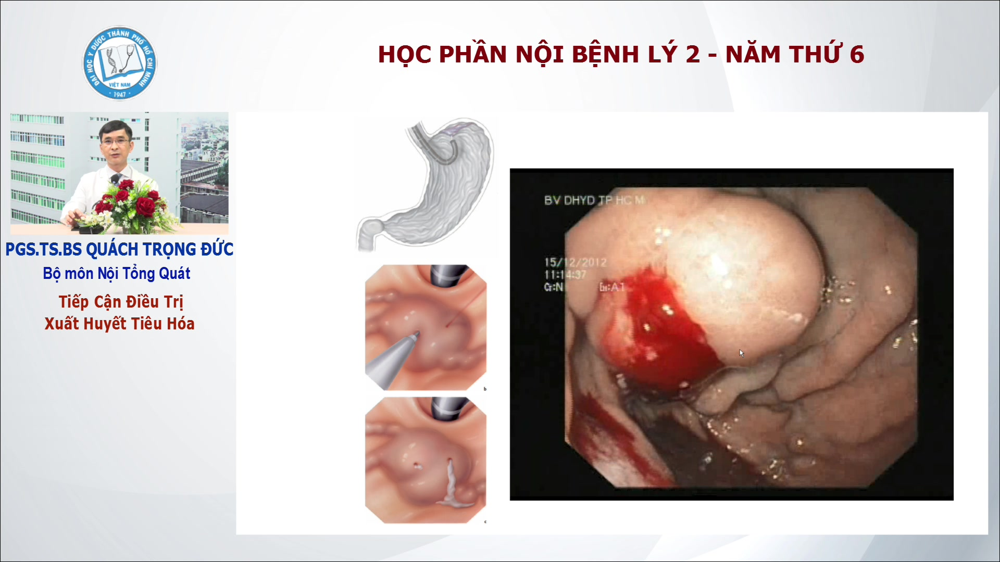 ĐẠI HỌC Y DƯỢC THÀNH PHỐ HỒ CHÍ MINH
VIỆT NAM
1947
HỌC PHẦN NỘI BỆNH LÝ 2 - NĂM THỨ 6
PGS.TS.BS QUÁCH TRỌNG ĐỨC
Bộ môn Nội Tổng Quát
Tiếp Cận Điều Trị
Xuất Huyết Tiêu Hóa
b
c
BV DHYD TP HCM
15/12/2012
11:14:37
Cr:N Eh:A1